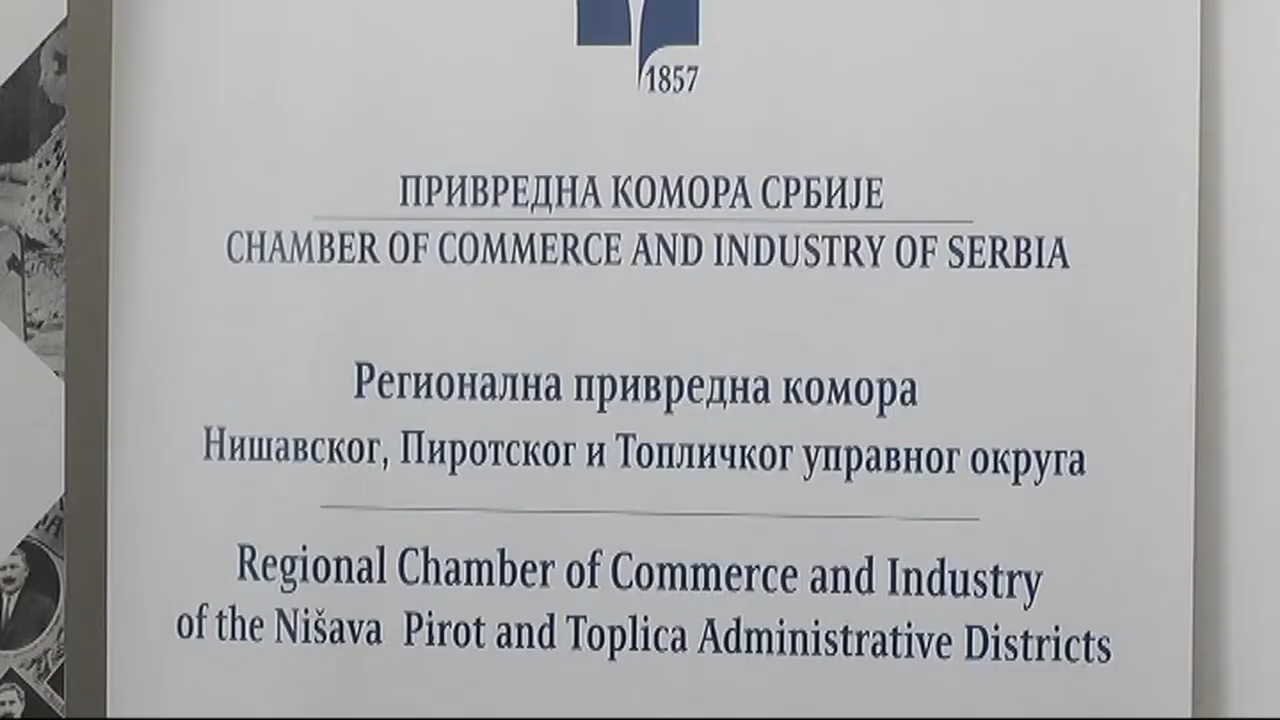 1857
ПРИВРЕДНА КОМОРА СРБИЈЕ
CHAMBER OF COMMERCE AND INDUSTRY OF SERBIA
Регионална привредна комора
Нишавског, Пиротског и Топличког управног округа
Regional Chamber of Commerce and Industry
of the Nišava Pirot and Toplica Administrative Districts